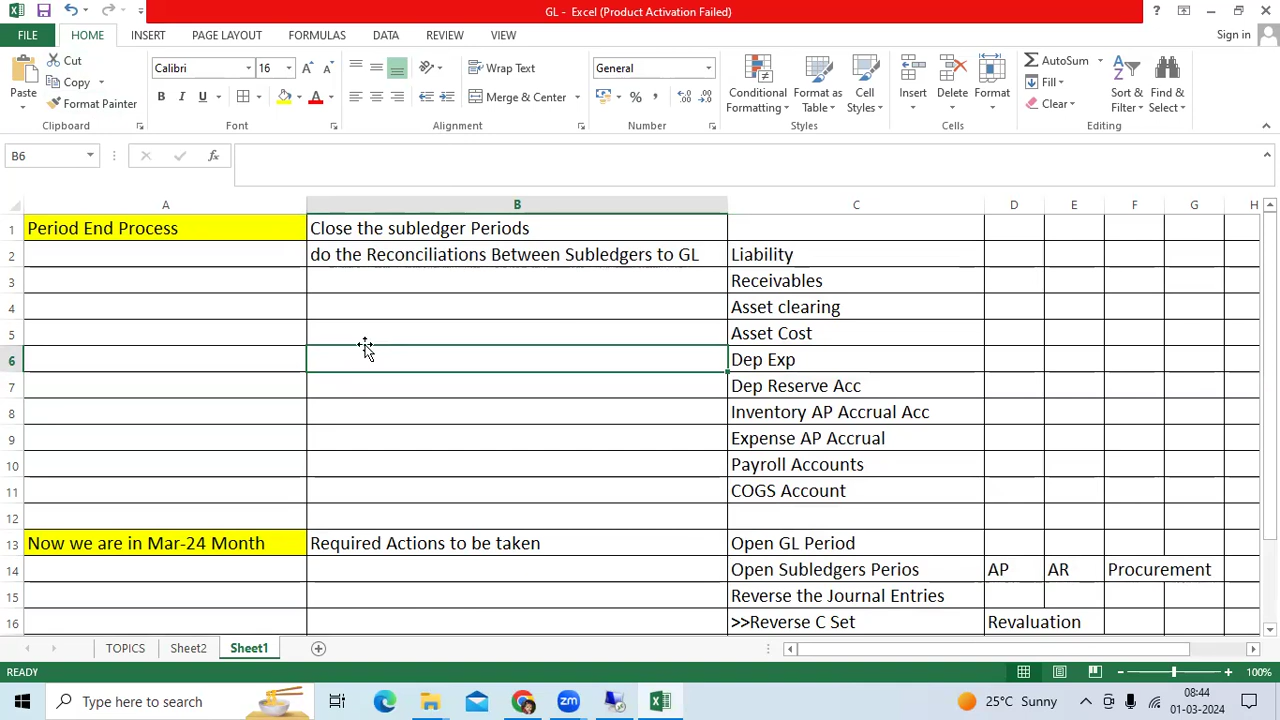 GL - Excel (Product Activation Failed)
FILE HOME INSERT PAGE LAYOUT FORMULAS DATA REVIEW VIEW Sign in
Paste
Cut
Copy
Format Painter
Clipboard
Calibri 16
B I U
Font
Wrap Text
Merge & Center
Alignment
General
%
Number
Conditional Formatting
Format as Table
Cell Styles
Styles
Insert
Delete
Format
Cells
AutoSum
Fill
Clear
Sort & Filter
Find & Select
Editing
B6
fx
A B C D E F G H
1 Period End Process Close the subledger Periods
2 do the Reconciliations Between Subledgers to GL Liability
3 Receivables
4 Asset clearing
5 Asset Cost
6 Dep Exp
7 Dep Reserve Acc
8 Inventory AP Accrual Acc
9 Expense AP Accrual
10 Payroll Accounts
11 COGS Account
12
13 Now we are in Mar-24 Month Required Actions to be taken Open GL Period
14 Open Subledgers Perios AP AR Procurement
15 Reverse the Journal Entries
16 >>Reverse C Set Revaluation
TOPICS Sheet2 Sheet1
READY 100%
Type here to search
25°C Sunny
08:44
01-03-2024